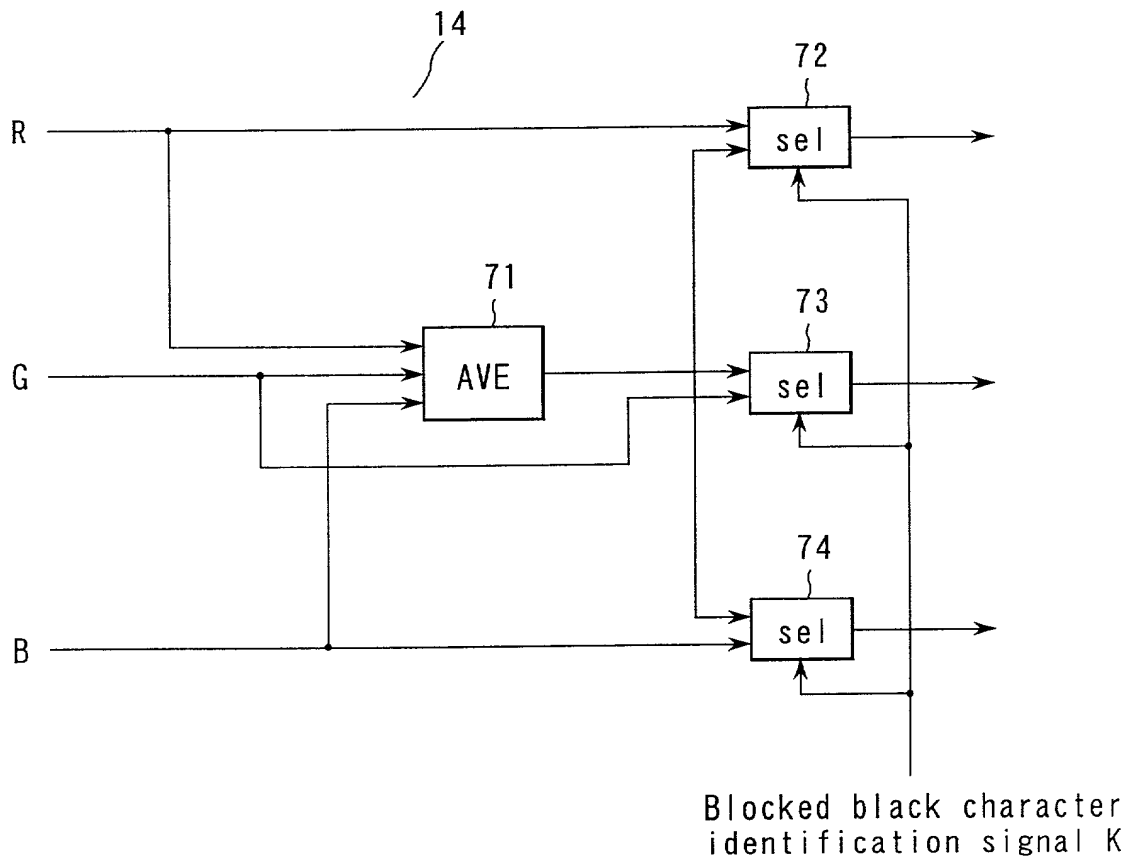 14
72
R
sel
71
73
G
AVE
sel
74
B
sel
Blocked black character
identification signal K